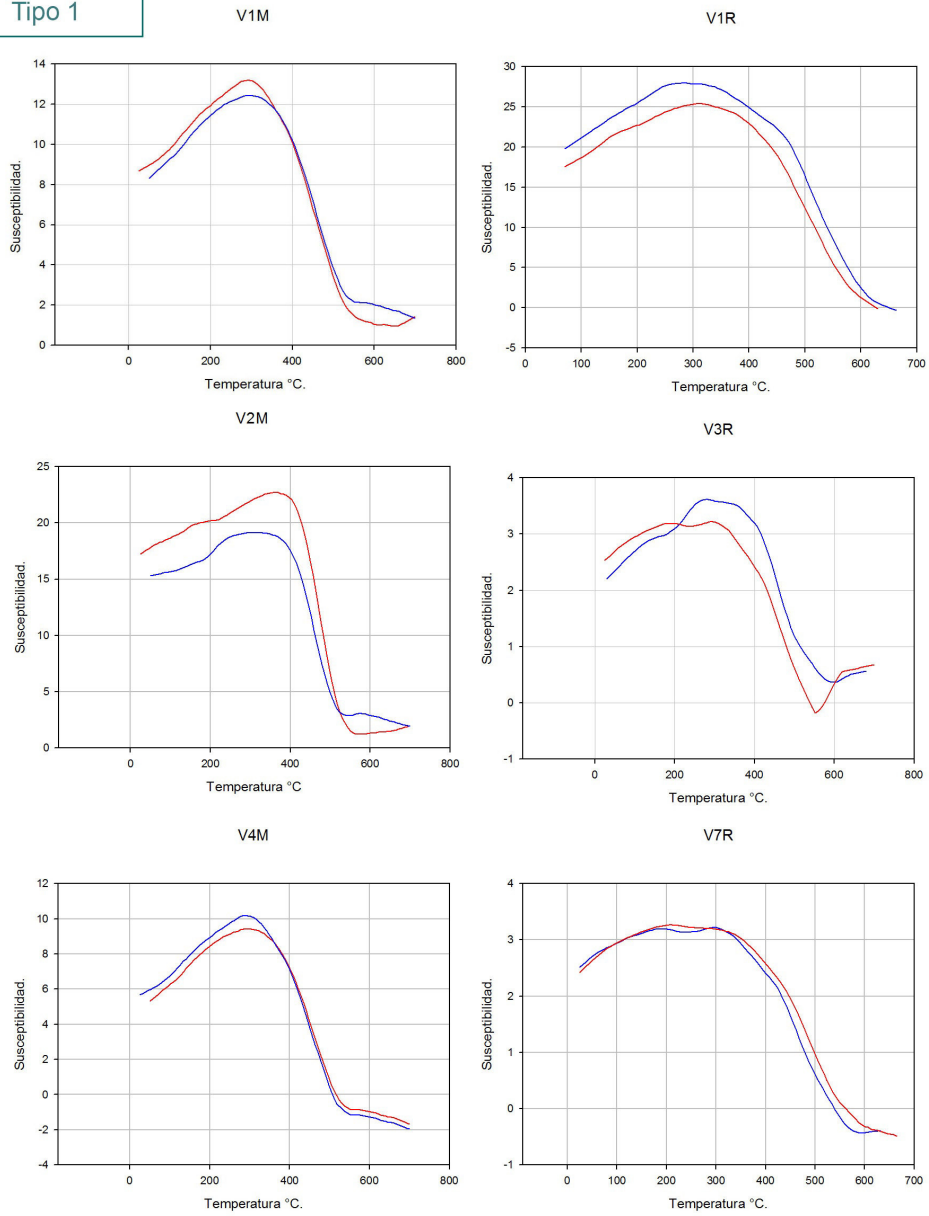 Tipo 1
V1M
14
12
10
8
6
4
2
0
Susceptibilidad.
0 200 400 600 800
Temperatura °C.
V1R
30
25
20
15
10
5
0
-5
Susceptibilidad.
0 100 200 300 400 500 600 700
Temperatura °C.
V2M
25
20
15
10
5
0
Susceptibilidad.
0 200 400 600 800
Temperatura °C
V3R
4
3
2
1
0
-1
Susceptibilidad.
0 200 400 600 800
Temperatura °C.
V4M
12
10
8
6
4
2
0
-2
-4
Susceptibilidad.
0 200 400 600 800
Temperatura °C.
V7R
4
3
2
1
0
-1
Susceptibilidad.
0 100 200 300 400 500 600 700
Temperatura °C.